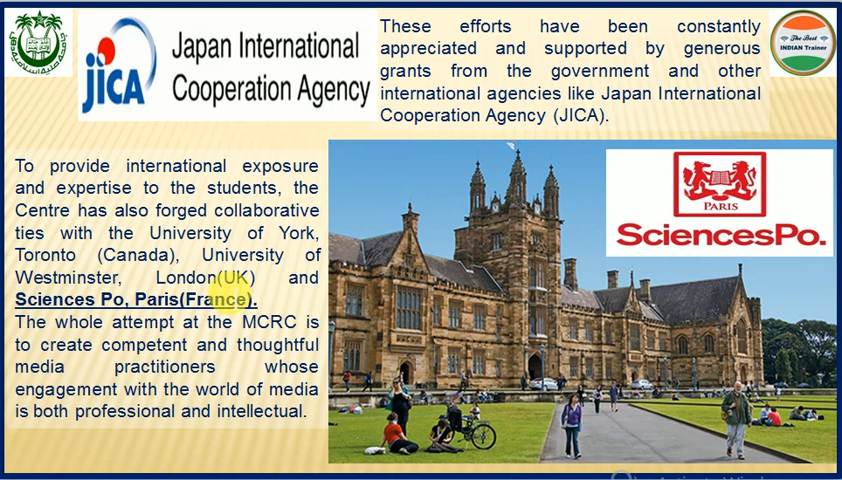 JICA
Japan International
Cooperation Agency
These efforts have been constantly
appreciated and supported by generous
grants from the government and other
international agencies like Japan International
Cooperation Agency (JICA).
The Best
INDIAN Trainer
To provide international exposure
and expertise to the students, the
Centre has also forged collaborative
ties with the University of York,
Toronto (Canada), University of
Westminster, London(UK) and
Sciences Po, Paris(France).
The whole attempt at the MCRC is
to create competent and thoughtful
media practitioners whose
engagement with the world of media
is both professional and intellectual.
PARIS
SciencesPo.